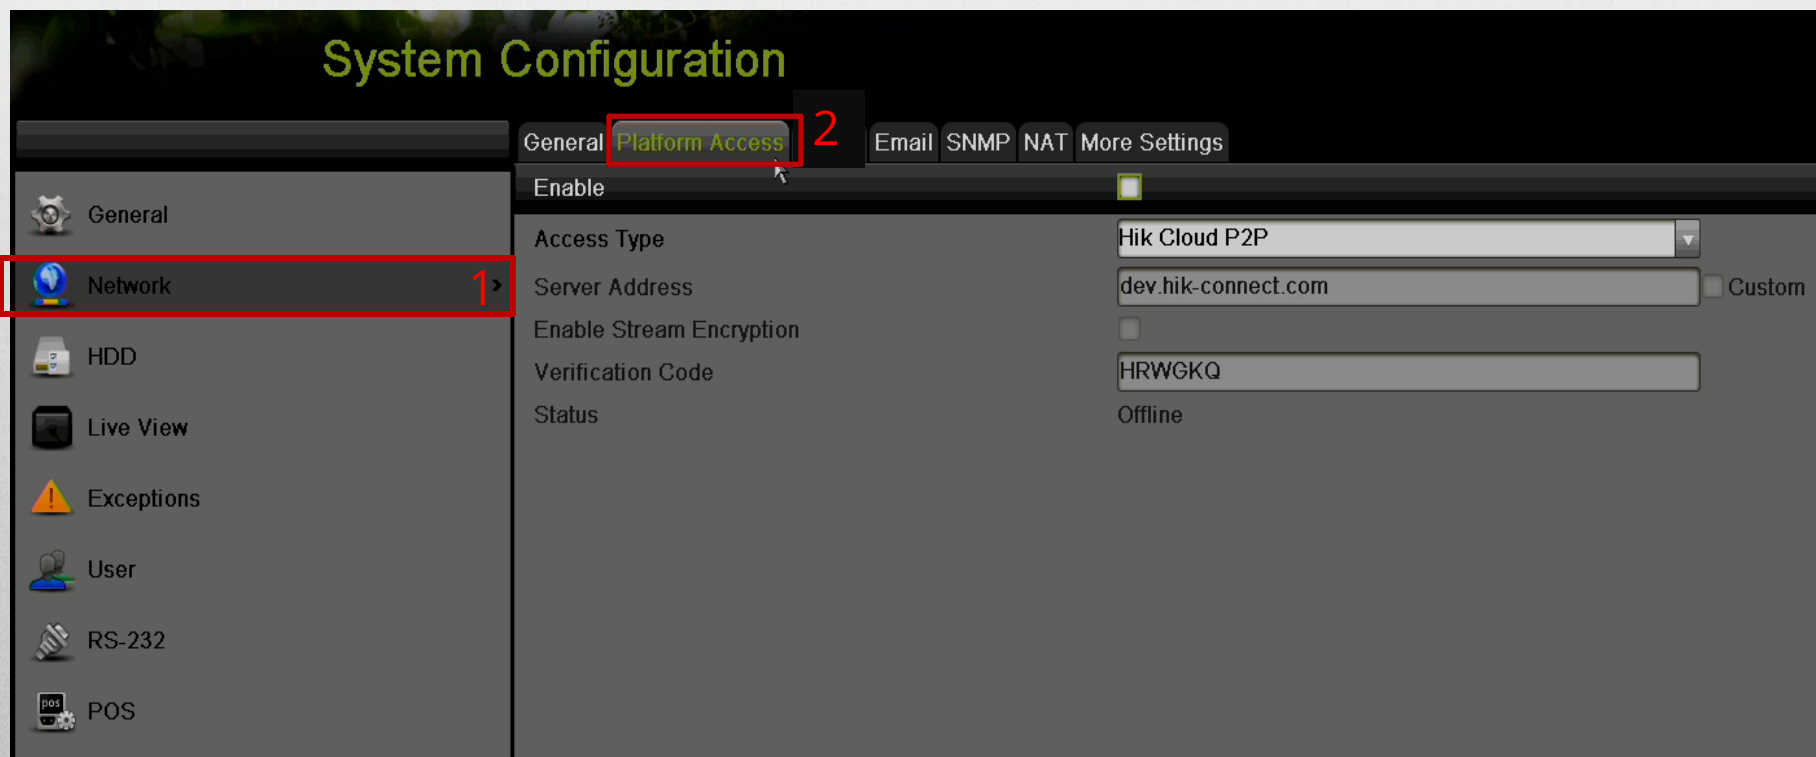 System Configuration
General Platform Access 2 Email SNMP NAT More Settings
Enable
General
Access Type Hik Cloud P2P
Network 1
Server Address dev.hik-connect.com Custom
Enable Stream Encryption
HDD
Verification Code HRWGKQ
Live View
Status Offline
Exceptions
User
RS-232
pos
POS